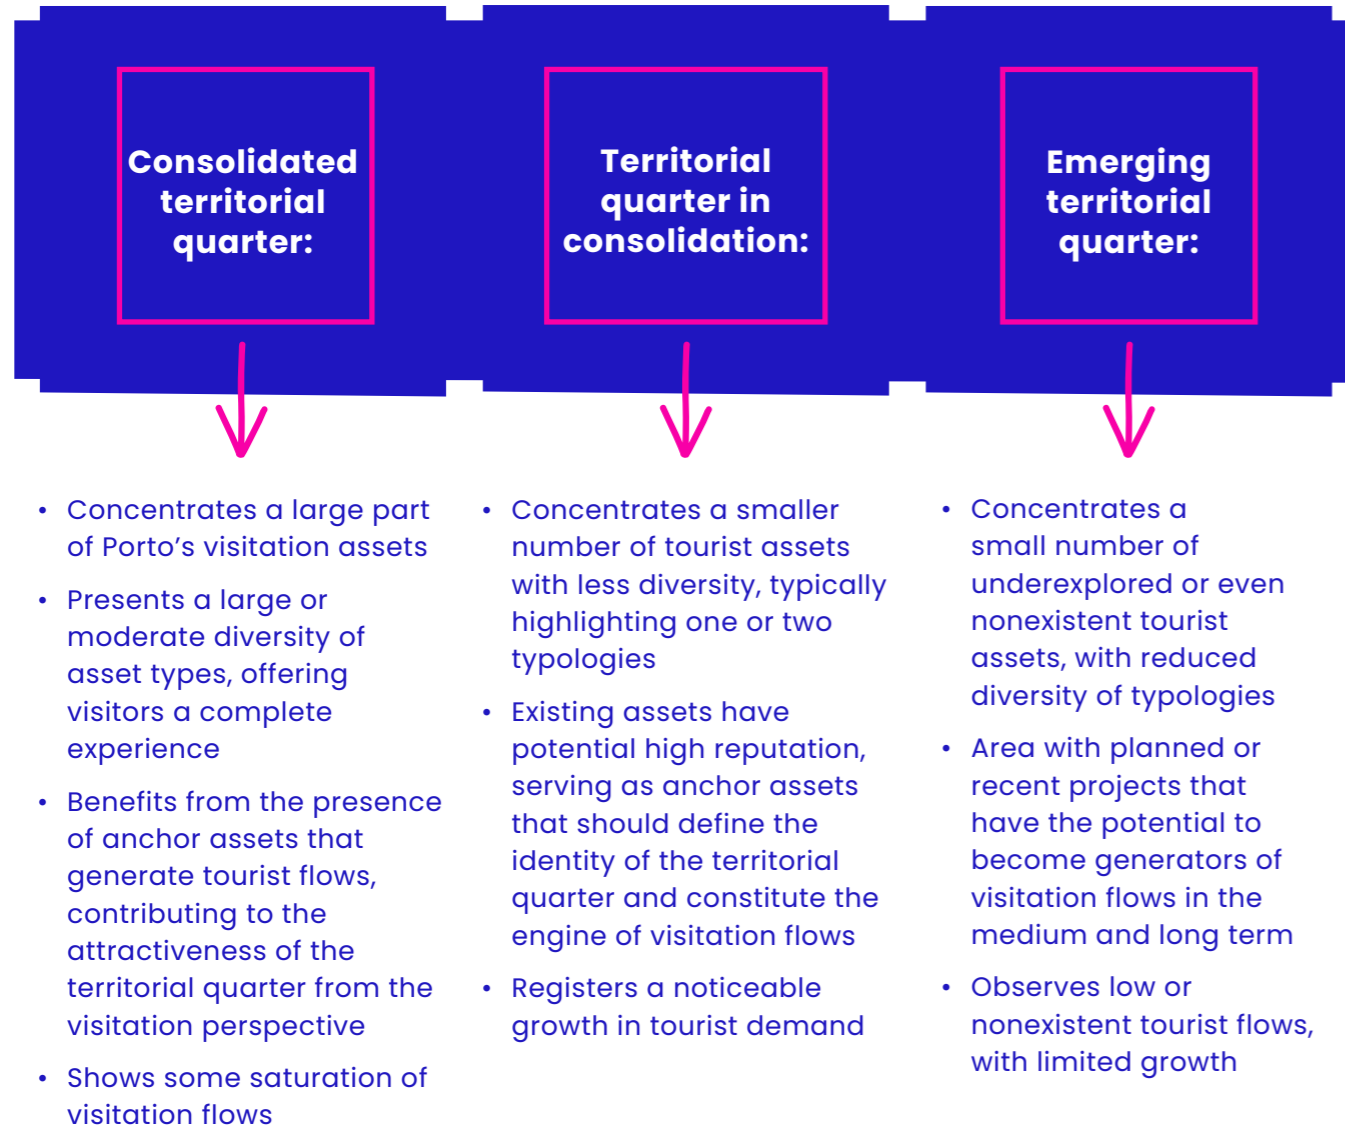 Consolidated
territorial
quarter:
Territorial
quarter in
consolidation:
Emerging
territorial
quarter:
• Concentrates a large part
of Porto’s visitation assets
• Presents a large or
moderate diversity of
asset types, offering
visitors a complete
experience
• Benefits from the presence
of anchor assets that
generate tourist flows,
contributing to the
attractiveness of the
territorial quarter from the
visitation perspective
• Shows some saturation of
visitation flows
• Concentrates a smaller
number of tourist assets
with less diversity, typically
highlighting one or two
typologies
• Existing assets have
potential high reputation,
serving as anchor assets
that should define the
identity of the territorial
quarter and constitute the
engine of visitation flows
• Registers a noticeable
growth in tourist demand
• Concentrates a
small number of
underexplored or even
nonexistent tourist
assets, with reduced
diversity of typologies
• Area with planned or
recent projects that
have the potential to
become generators of
visitation flows in the
medium and long term
• Observes low or
nonexistent tourist flows,
with limited growth